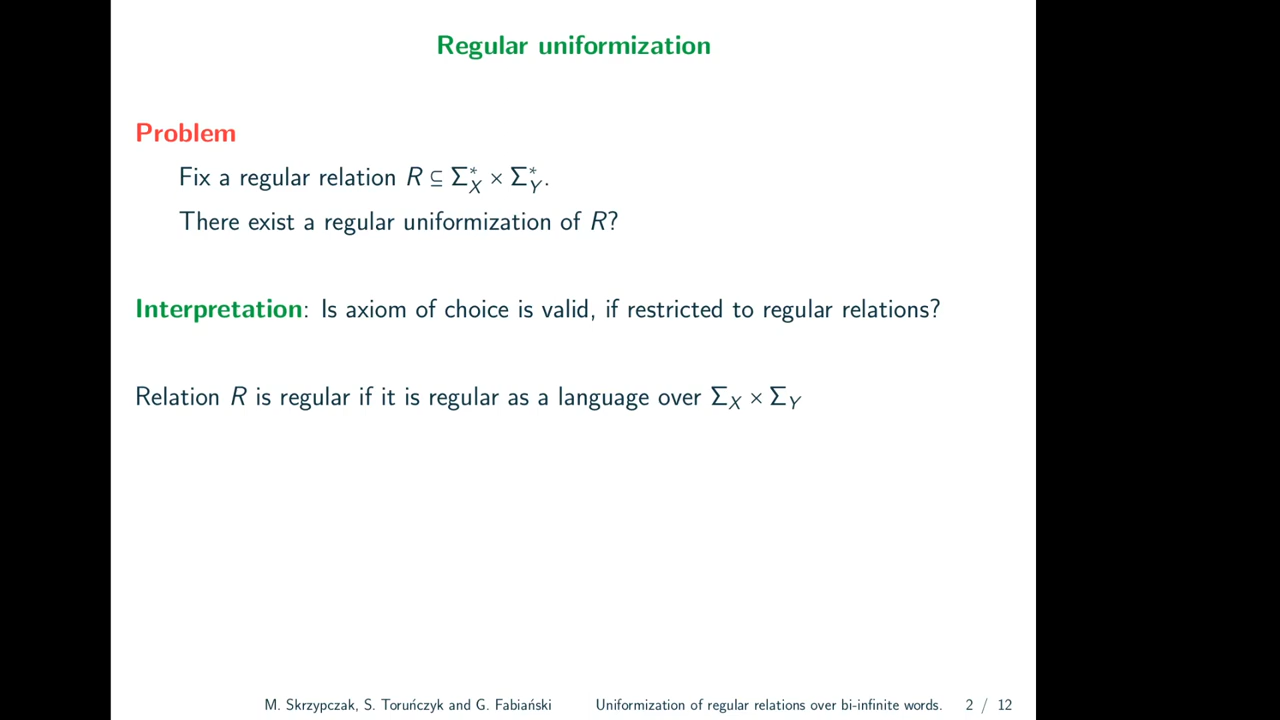 Regular uniformization
Problem
Fix a regular relation R ⊆ Σ*_X × Σ*_Y.
There exist a regular uniformization of R?
Interpretation: Is axiom of choice is valid, if restricted to regular relations?
Relation R is regular if it is regular as a language over Σ_X × Σ_Y
M. Skrzypczak, S. Toruńczyk and G. Fabiański Uniformization of regular relations over bi-infinite words. 2 / 12